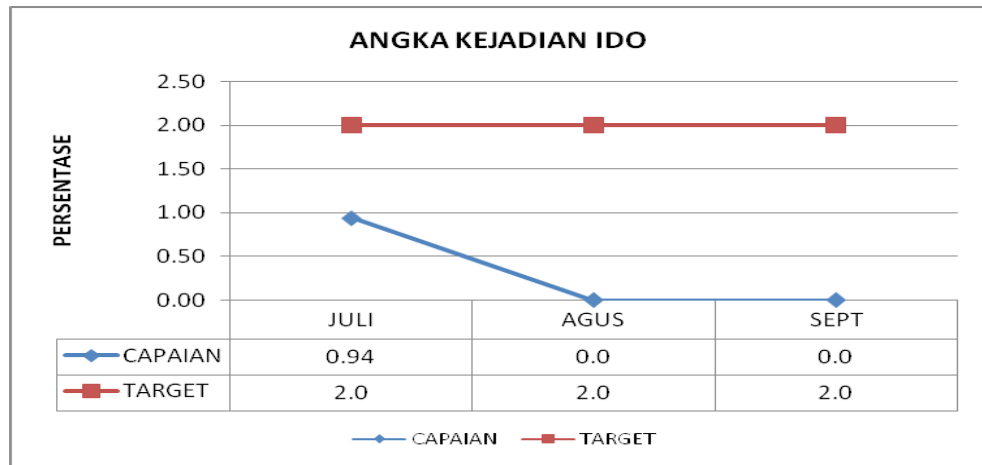 ANGKA KEJADIAN IDO
PERSENTASE
2.50
2.00
1.50
1.00
0.50
0.00
JULI AGUS SEPT
CAPAIAN 0.94 0.0 0.0
TARGET 2.0 2.0 2.0
CAPAIAN TARGET